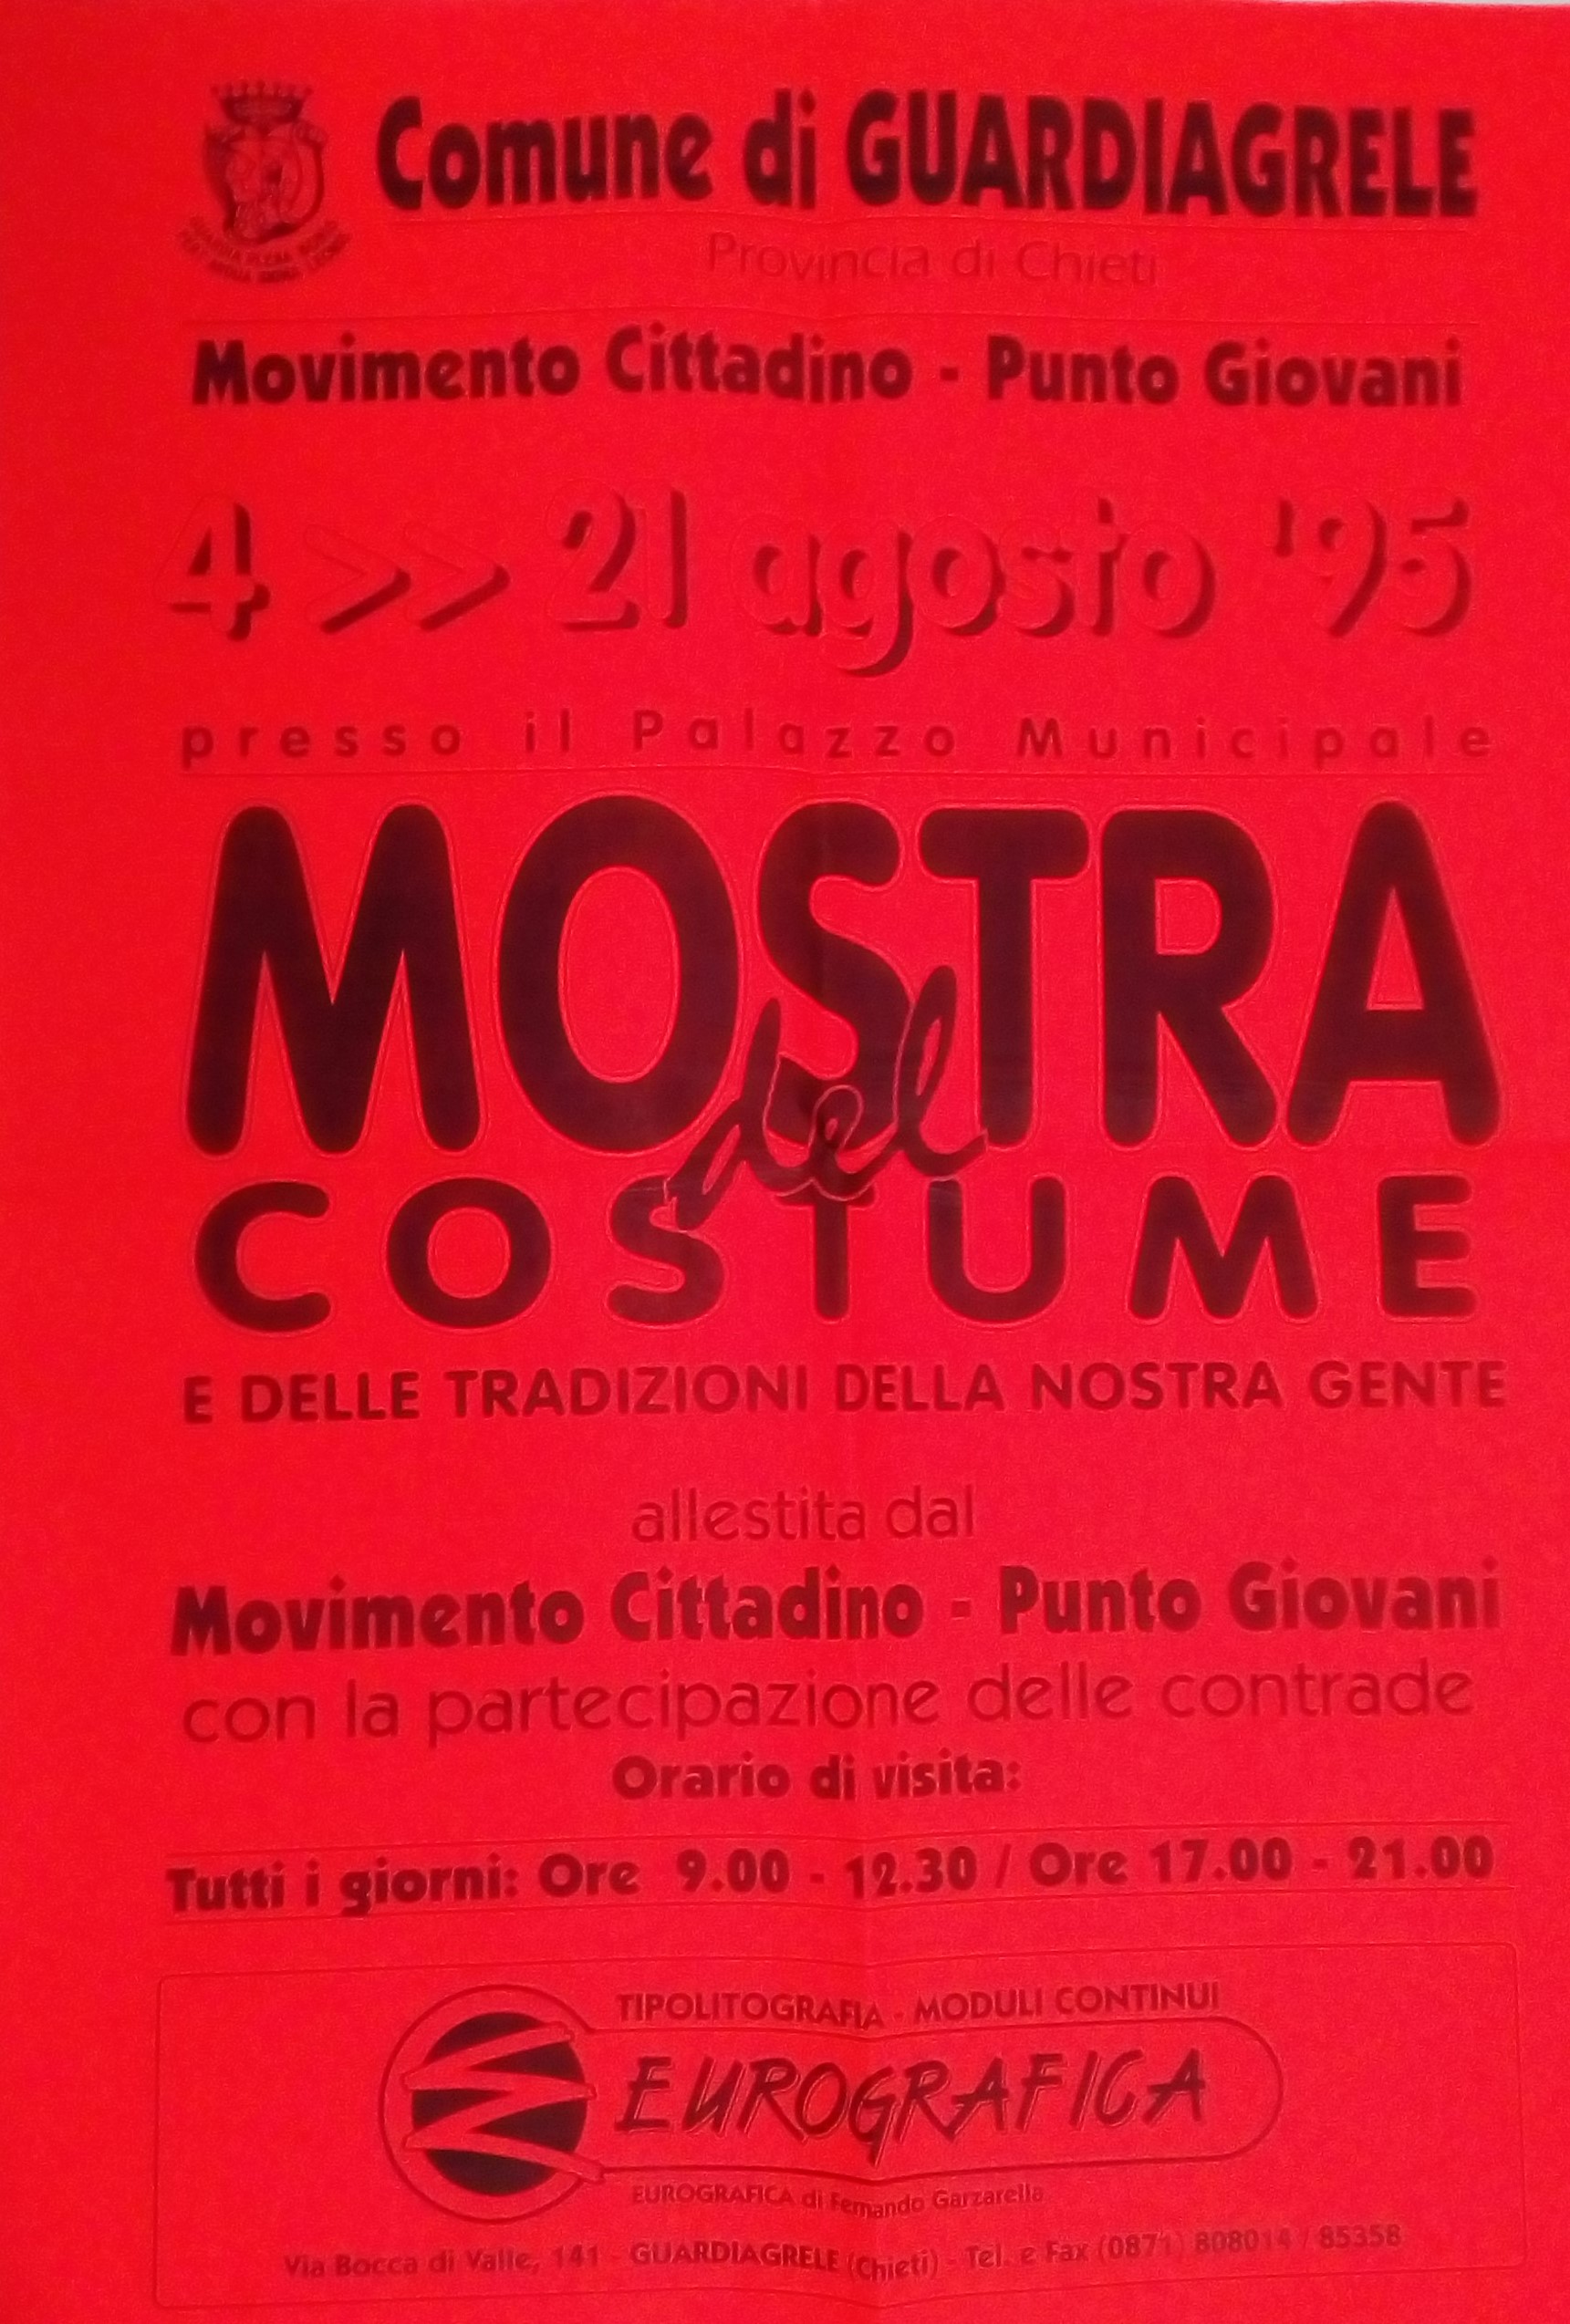 Comune di GUARDIAGRELE
Provincia di Chieti
Movimento Cittadino - Punto Giovani
4 >> 21 agosto '95
presso il Palazzo Municipale
MOSTRA
del
COSTUME
E DELLE TRADIZIONI DELLA NOSTRA GENTE
allestita dal
Movimento Cittadino - Punto Giovani
con la partecipazione delle contrade
Orario di visita:
Tutti i giorni: Ore 9.00 - 12.30 / Ore 17.00 - 21.00
TIPOLITOGRAFIA - MODULI CONTINUI
EUROGRAFICA
EUROGRAFICA di Fernando Garzarella
Via Bocca di Valle, 141 - GUARDIAGRELE (Chieti) - Tel. e Fax (0871) 808014 / 85358